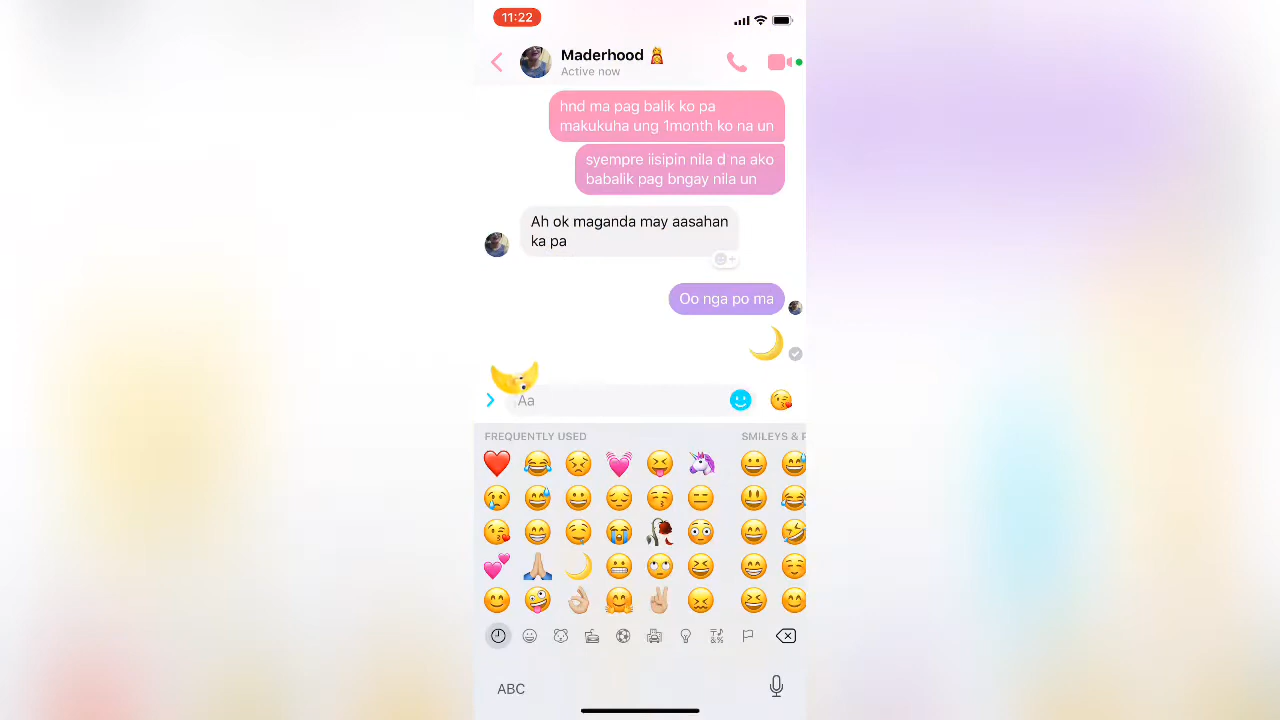 11:22
Maderhood
Active now
hnd ma pag balik ko pa
makukuha ung 1month ko na un
syempre iisipin nila d na ako
babalik pag bngay nila un
Ah ok maganda may aasahan
ka pa
Oo nga po ma
Aa
FREQUENTLY USED
SMILEYS & P
ABC